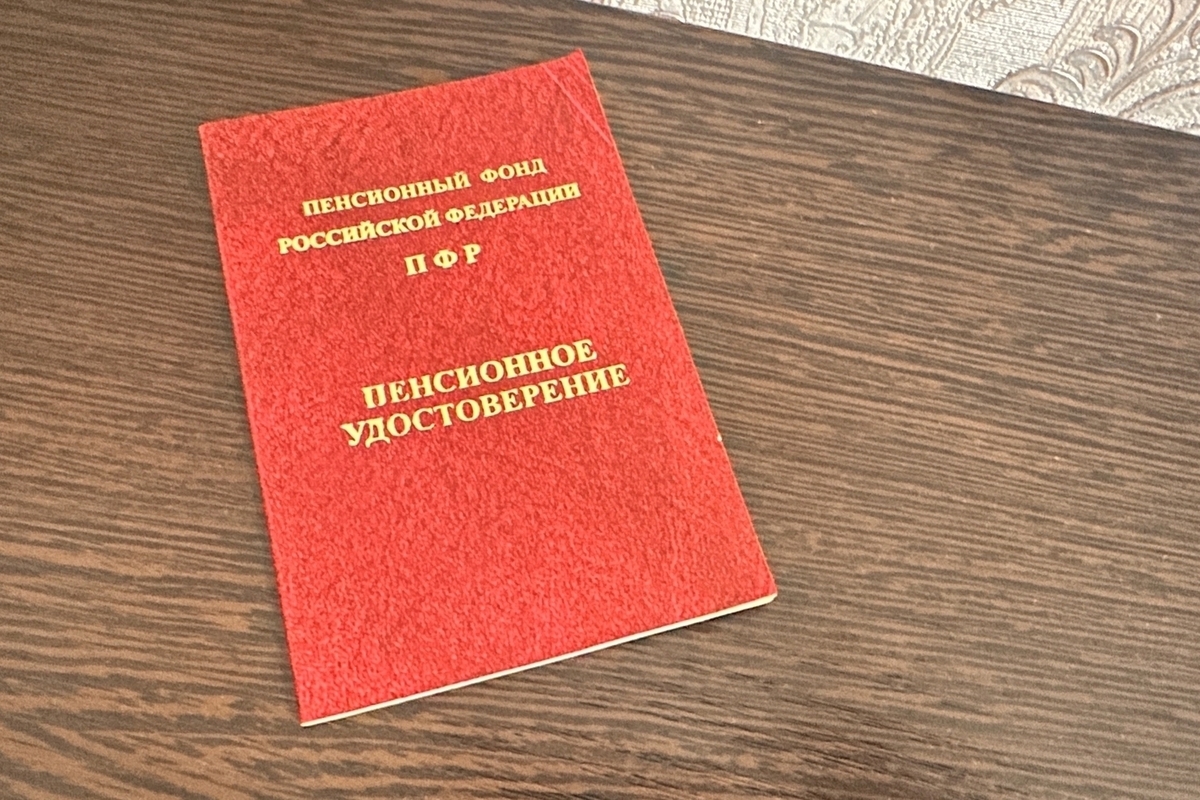 ПЕНСИОННЫЙ ФОНД
РОССИЙСКОЙ ФЕДЕРАЦИИ
П Ф Р
ПЕНСИОННОЕ
УДОСТОВЕРЕНИЕ